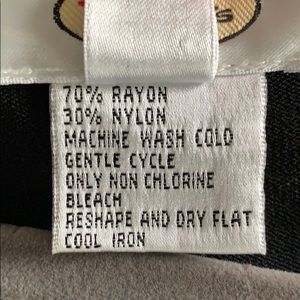 70% RAYON
30% NYLON
MACHINE WASH COLD
GENTLE CYCLE
ONLY NON CHLORINE
BLEACH
RESHAPE AND DRY FLAT
COOL IRON